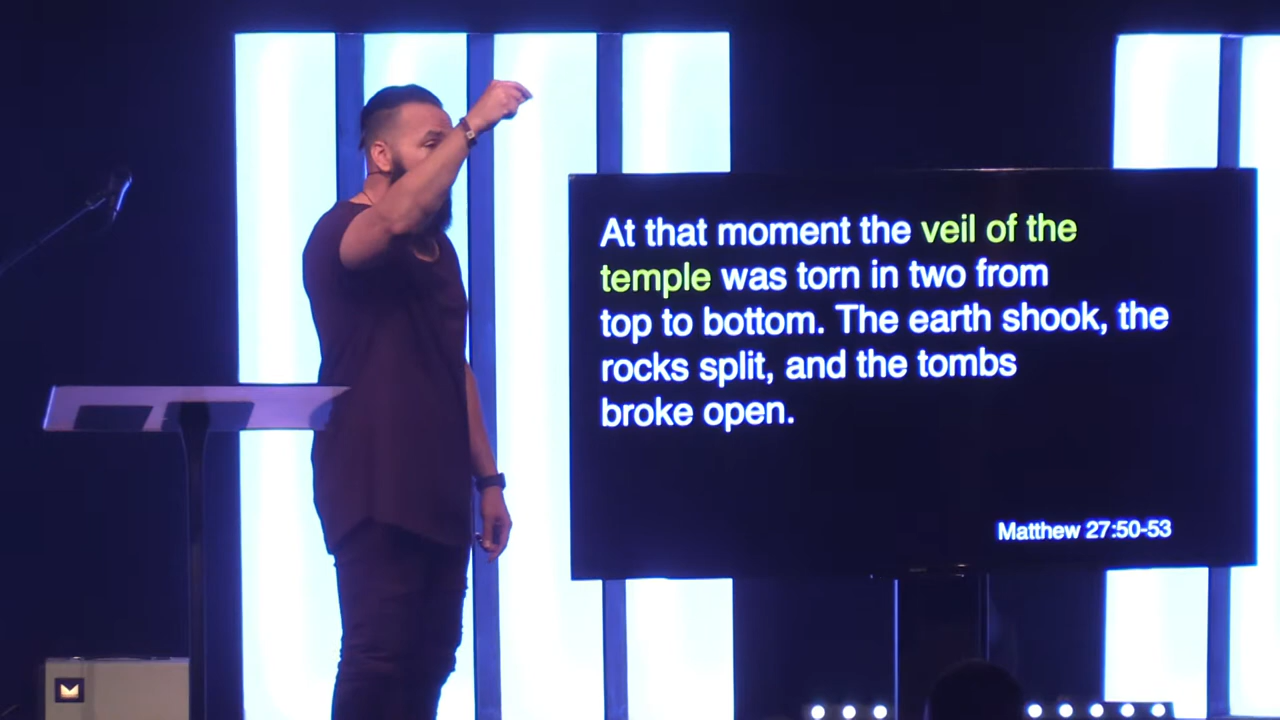 At that moment the veil of the
temple was torn in two from
top to bottom. The earth shook, the
rocks split, and the tombs
broke open.
Matthew 27:50-53